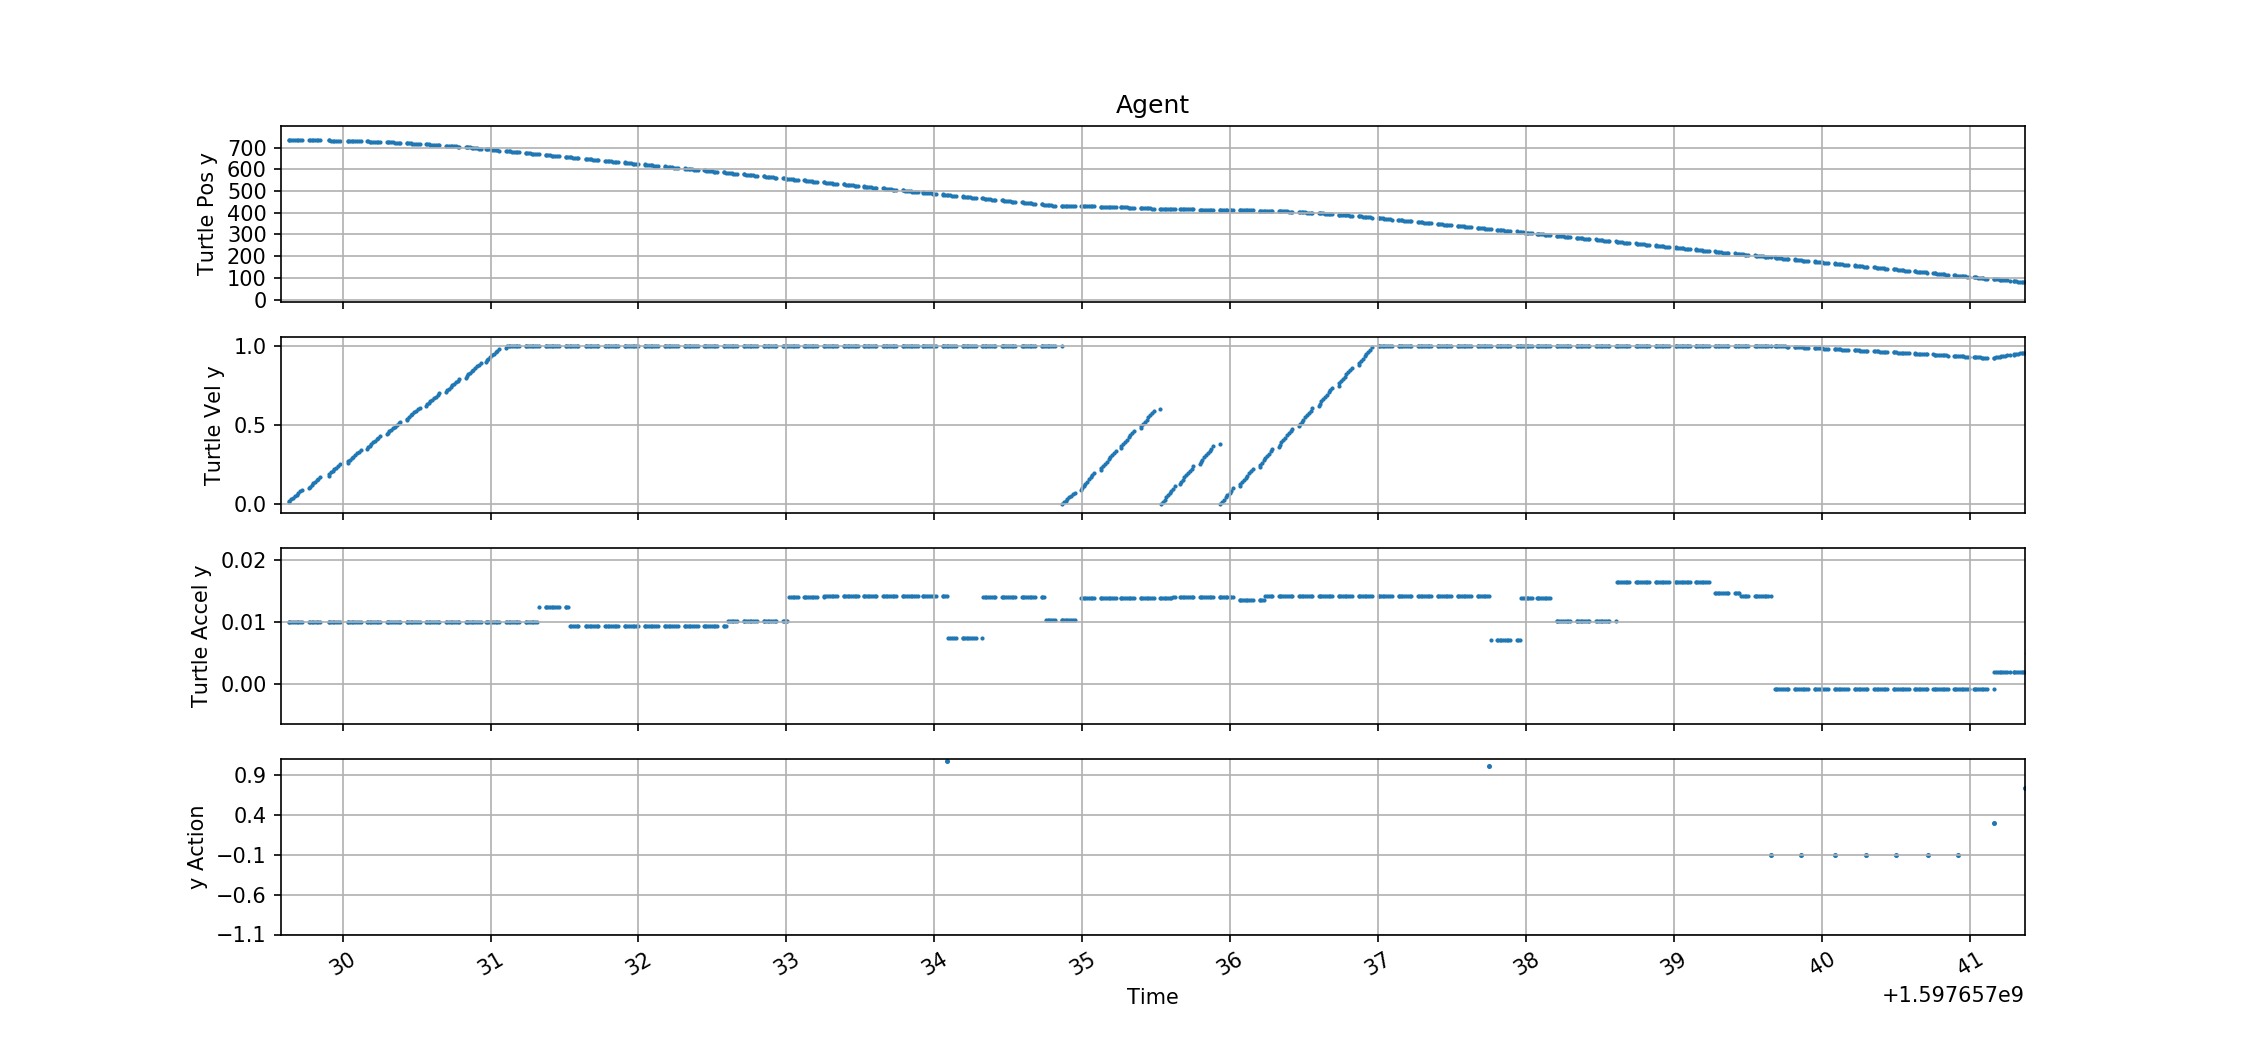 Agent
Turtle Pos y
700
600
500
400
300
200
100
0
Turtle Vel y
1.0
0.5
0.0
Turtle Accel y
0.02
0.01
0.00
y Action
0.9
0.4
−0.1
−0.6
−1.1
30 31 32 33 34 35 36 37 38 39 40 41
Time
+1.597657e9